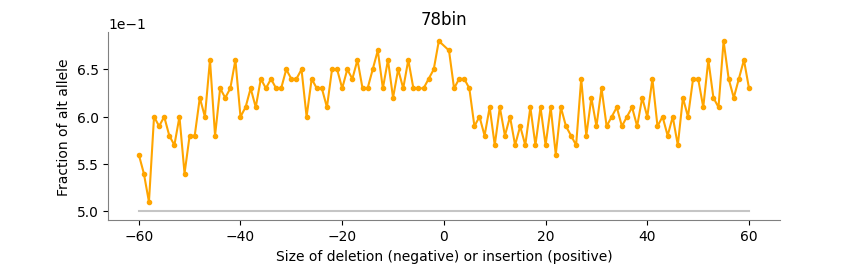 78bin
1e−1
6.5
6.0
5.5
5.0
−60 −40 −20 0 20 40 60
Fraction of alt allele
Size of deletion (negative) or insertion (positive)